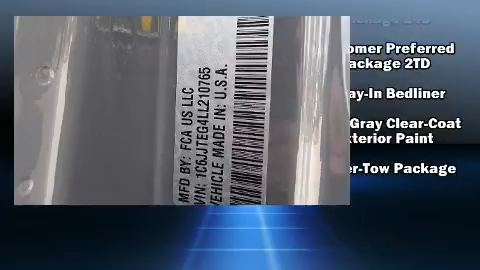 MFD BY: FCA US LLC
VIN: 1C6JJTEG4LL210765
VEHICLE MADE IN: U.S.A.
omer Preferred
ackage 2TD
ay-In Bedliner
Gray Clear-Coat
xterior Paint
er-Tow Package